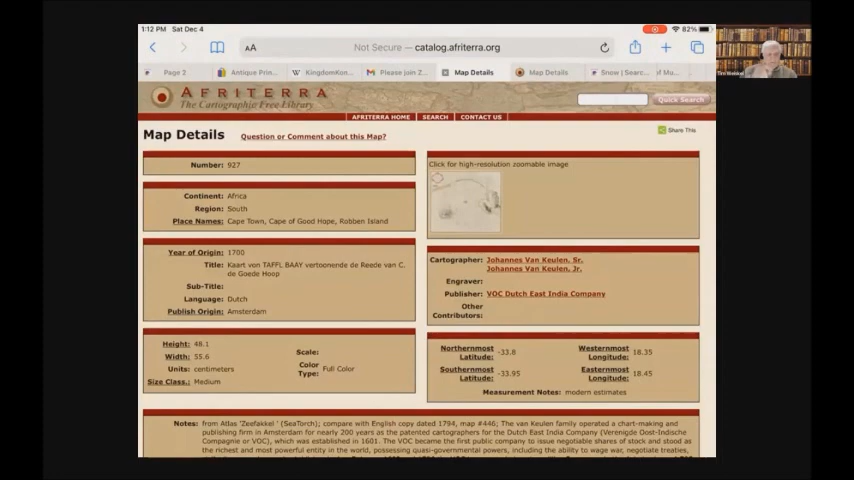 1:12 PM Sat Dec 4
82%
AA
Not Secure — catalog.afriterra.org
Page 2
Antique Prin...
KingdomKon...
Please join Z...
Map Details
Map Details
Snow | Searc...
of Mu...
Tim Weikel
AFRITERRA
The Cartographic Free Library
Quick Search
AFRITERRA HOME | SEARCH | CONTACT US
Map Details
Question or Comment about this Map?
Share This
Number: 927
Continent: Africa
Region: South
Place Names: Cape Town, Cape of Good Hope, Robben Island
Year of Origin: 1700
Title: Kaart von TAFFL BAAY vertoonende de Reede van C.
de Goede Hoop
Sub-Title:
Language: Dutch
Publish Origin: Amsterdam
Height: 48.1
Width: 55.6
Units: centimeters
Size Class.: Medium
Scale:
Color
Type: Full Color
Click for high-resolution zoomable image
Cartographer: Johannes Van Keulen, Sr.
Johannes Van Keulen, Jr.
Engraver:
Publisher: VOC Dutch East India Company
Other
Contributors:
Northernmost
Latitude: -33.8
Westernmost
Longitude: 18.35
Southernmost
Latitude: -33.95
Easternmost
Longitude: 18.45
Measurement Notes: modern estimates
Notes: from Atlas 'Zeefakkel ' (SeaTorch); compare with English copy dated 1794, map #446; The van Keulen family operated a chart-making and
publishing firm in Amsterdam for nearly 200 years as the patented cartographers for the Dutch East India Company (Verenigde Oost-Indische
Compagnie or VOC), which was established in 1601. The VOC became the first public company to issue negotiable shares of stock and stood as
the richest and most powerful entity in the world, possessing quasi-governmental powers, including the ability to wage war, negotiate treaties,